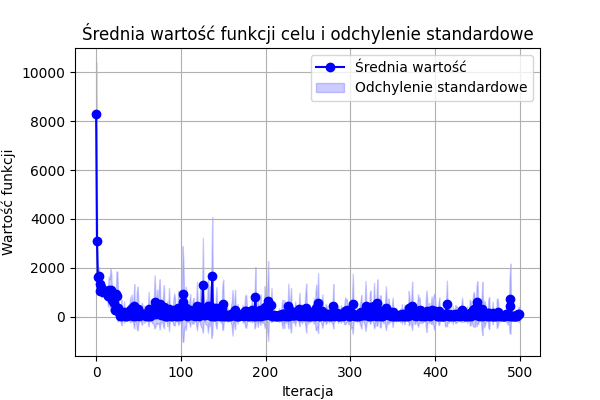 Średnia wartość funkcji celu i odchylenie standardowe
Średnia wartość
Odchylenie standardowe
Wartość funkcji
10000
8000
6000
4000
2000
0
0 100 200 300 400 500
Iteracja